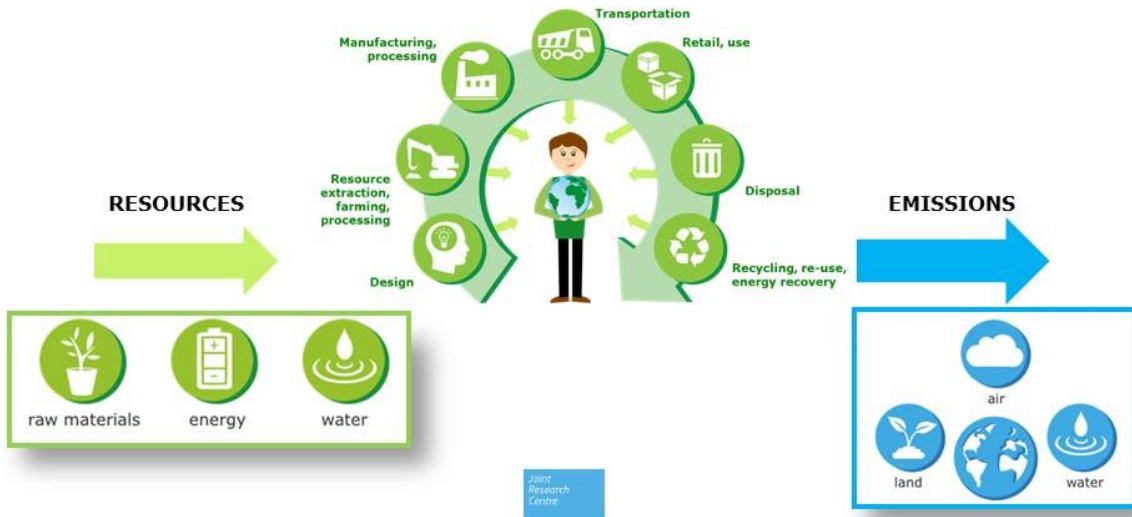 Transportation
Manufacturing,
processing
Retail, use
Resource
extraction,
farming,
processing
Disposal
Design
Recycling, re-use,
energy recovery
RESOURCES
EMISSIONS
raw materials
energy
water
air
land
water
Joint
Research
Centre